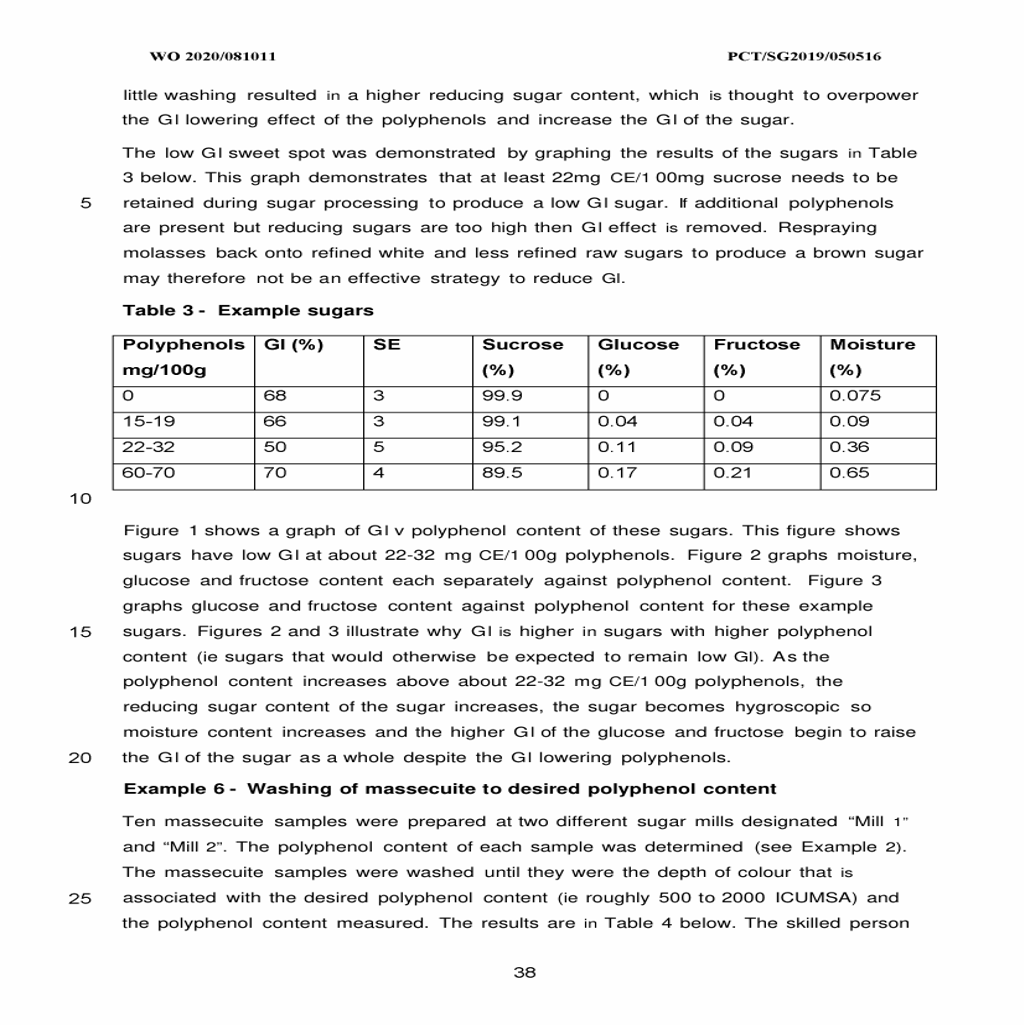 WO 2020/081011 PCT/SG2019/050516
little washing resulted in a higher reducing sugar content, which is thought to overpower
the GI lowering effect of the polyphenols and increase the GI of the sugar.
The low GI sweet spot was demonstrated by graphing the results of the sugars in Table
3 below. This graph demonstrates that at least 22mg CE/1 00mg sucrose needs to be
5 retained during sugar processing to produce a low GI sugar. If additional polyphenols
are present but reducing sugars are too high then GI effect is removed. Respraying
molasses back onto refined white and less refined raw sugars to produce a brown sugar
may therefore not be an effective strategy to reduce GI.
Table 3 - Example sugars
Polyphenols GI (%) SE Sucrose Glucose Fructose Moisture
mg/100g (%) (%) (%) (%)
0 68 3 99.9 0 0 0.075
15-19 66 3 99.1 0.04 0.04 0.09
22-32 50 5 95.2 0.11 0.09 0.36
60-70 70 4 89.5 0.17 0.21 0.65
10
Figure 1 shows a graph of GI v polyphenol content of these sugars. This figure shows
sugars have low GI at about 22-32 mg CE/1 00g polyphenols. Figure 2 graphs moisture,
glucose and fructose content each separately against polyphenol content. Figure 3
graphs glucose and fructose content against polyphenol content for these example
15 sugars. Figures 2 and 3 illustrate why GI is higher in sugars with higher polyphenol
content (ie sugars that would otherwise be expected to remain low GI). As the
polyphenol content increases above about 22-32 mg CE/1 00g polyphenols, the
reducing sugar content of the sugar increases, the sugar becomes hygroscopic so
moisture content increases and the higher GI of the glucose and fructose begin to raise
20 the GI of the sugar as a whole despite the GI lowering polyphenols.
Example 6 - Washing of massecuite to desired polyphenol content
Ten massecuite samples were prepared at two different sugar mills designated “Mill 1”
and “Mill 2”. The polyphenol content of each sample was determined (see Example 2).
The massecuite samples were washed until they were the depth of colour that is
25 associated with the desired polyphenol content (ie roughly 500 to 2000 ICUMSA) and
the polyphenol content measured. The results are in Table 4 below. The skilled person
38